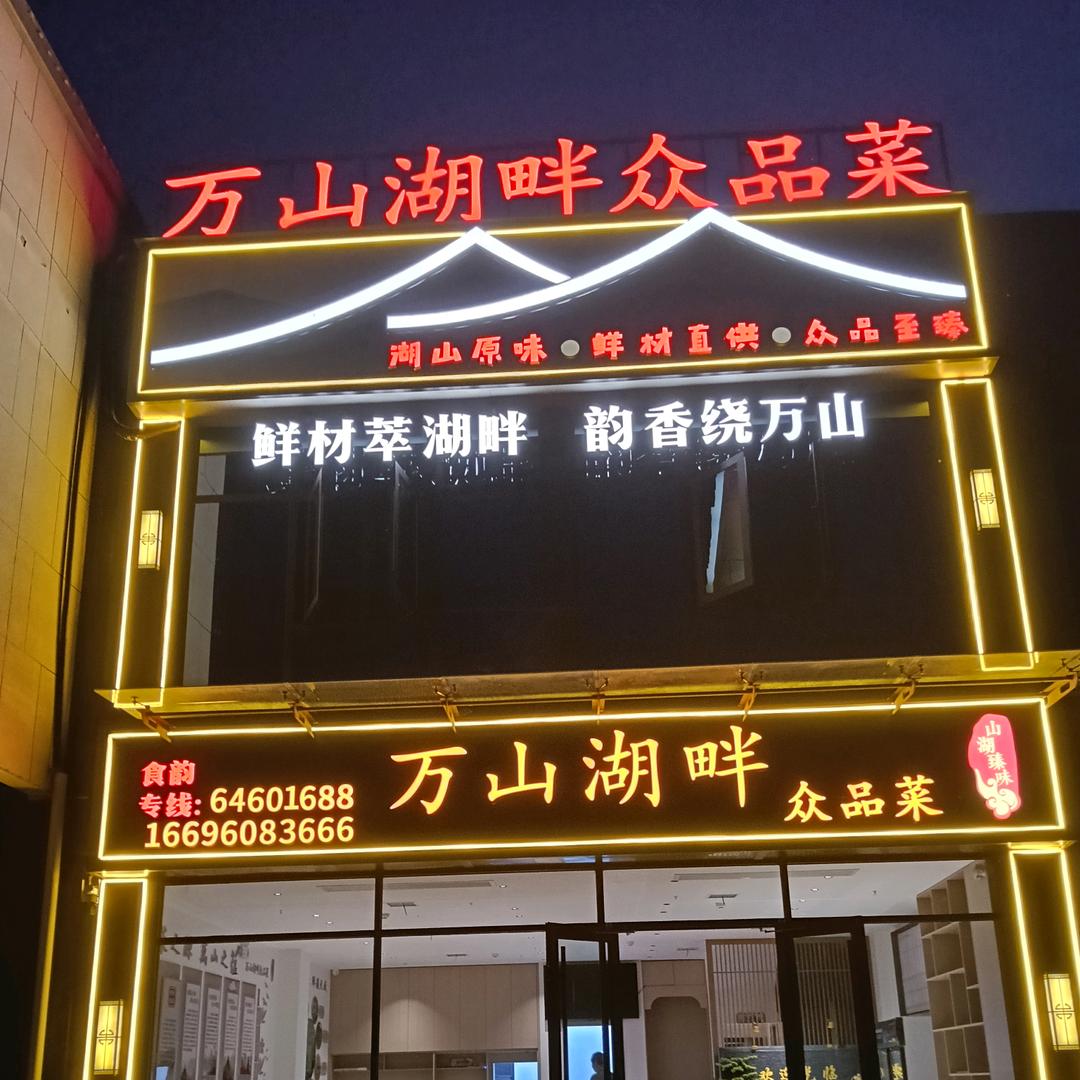 万山湖畔众品菜
湖山原味●鲜材直供●众品至臻
鲜材萃湖畔 韵香绕万山
食韵
专线: 64601688
16696083666
万山湖畔 众品菜
山湖臻味